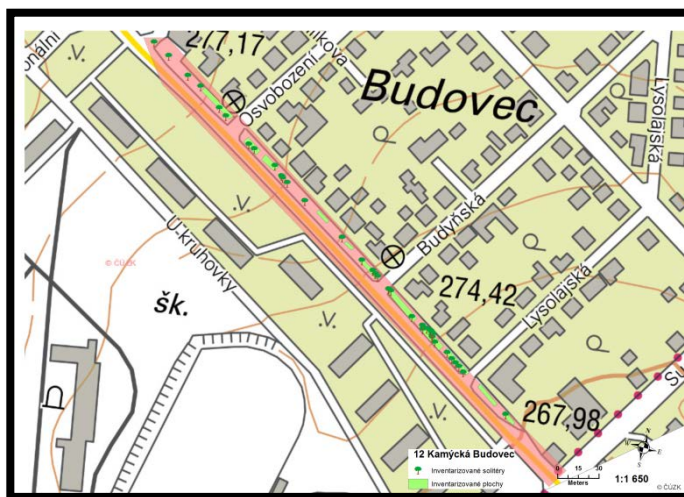 277,17
Osvobození
Budovec
Lysolajská
Budyňská
U kruhovky
© ČÚZK
šk.
274,42
Lysolajská
267,98
12 Kamýcká Budovec
Inventarizované solitéry
Inventarizované plochy
0 15 30
Meters
N
W E
S
1:1 650
© ČÚZK